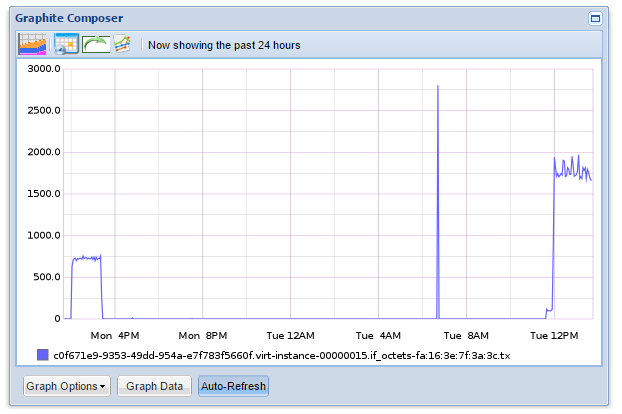 Graphite Composer
Now showing the past 24 hours
3000.0
2500.0
2000.0
1500.0
1000.0
500.0
0
Mon 4PM Mon 8PM Tue 12AM Tue 4AM Tue 8AM Tue 12PM
c0f671e9-9353-49dd-954a-e7f783f5660f.virt-instance-00000015.if_octets-fa:16:3e:7f:3a:3c.tx
Graph Options Graph Data Auto-Refresh